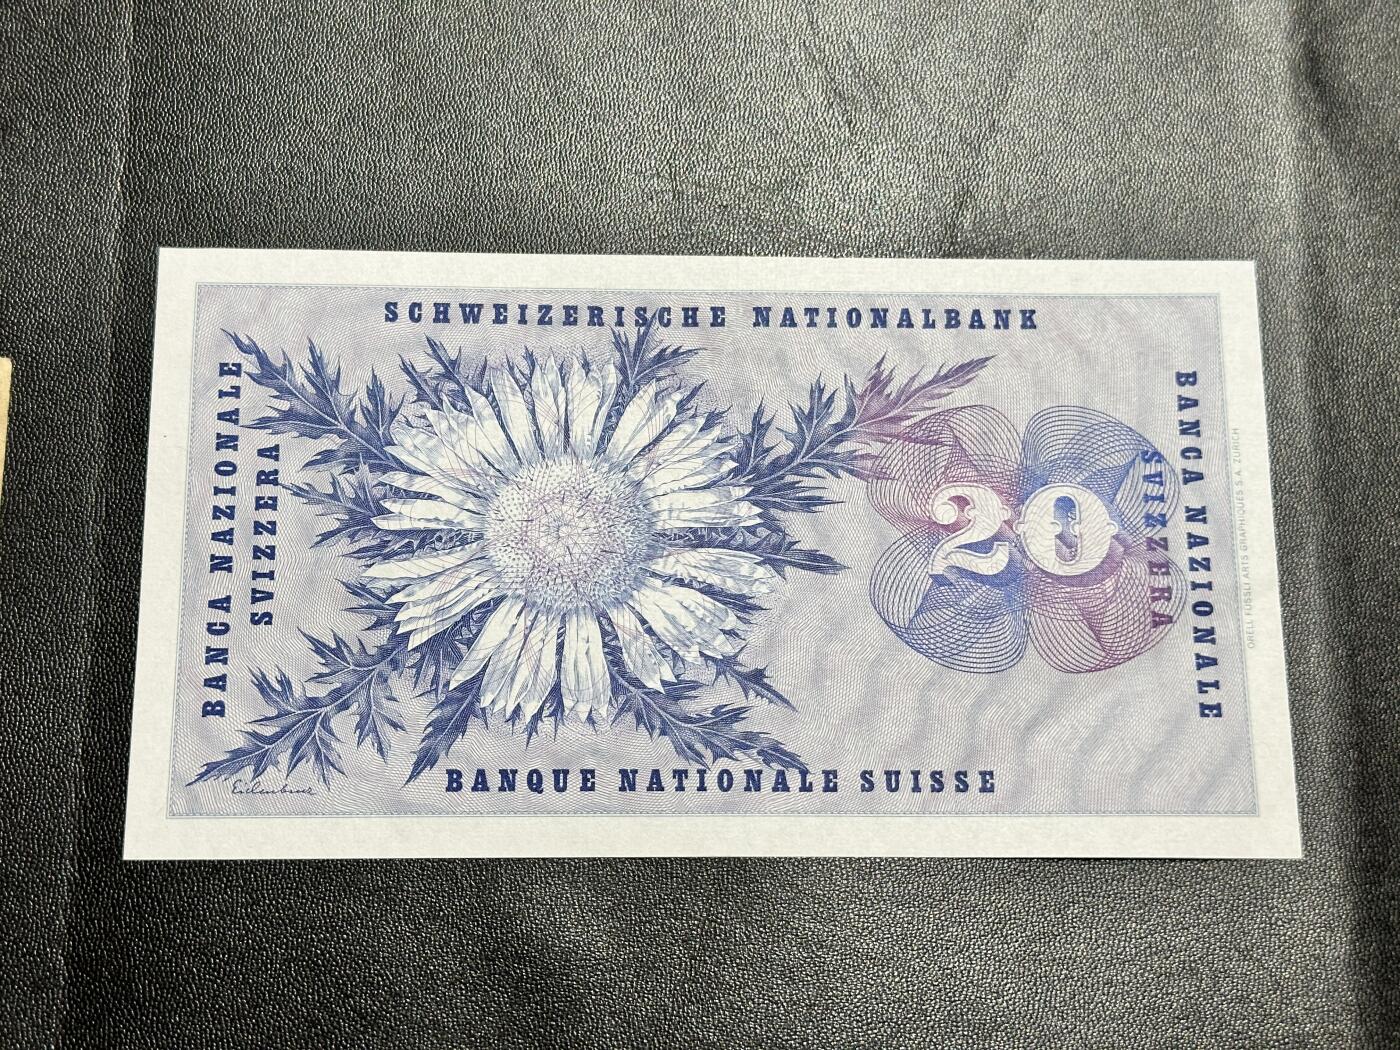 SCHWEIZERISCHE NATIONALBANK
BANCA NAZIONALE
SVIZZERA
20
BANCA NAZIONALE
SVIZZERA
ORELL FÜSSLI ARTS GRAPHIQUES S.A. ZURICH
BANQUE NATIONALE SUISSE